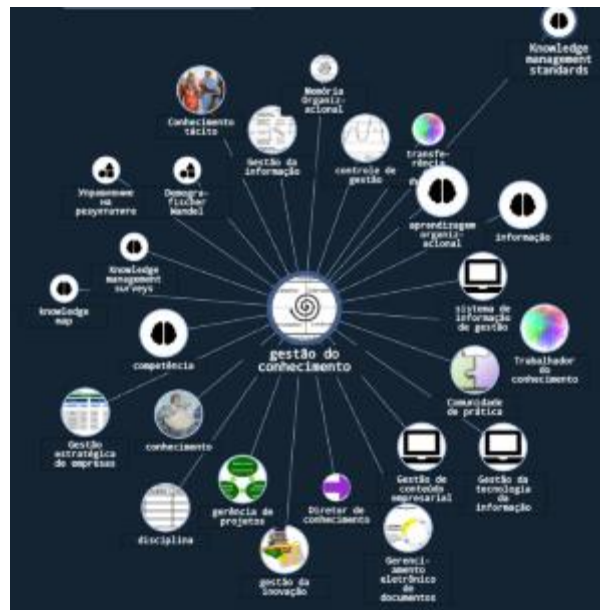 Knowledge
management
standards
Memória
Organiz-
acional
Conhecimento
tácito
Gestão da
informação
controle de
gestão
transfe-
rência
Управление
на
Demogra-
fischer
Wandel
aprendizagem
organiz-
acional
informação
Knowledge
management
surveys
knowledge
map
sistema de
informação
de gestão
gestão do
conhecimento
competência
Trabalhador
do
conhecimento
Comunidade
de prática
Gestão
estratégica
de empresas
conhecimento
Gestão de
conteúdo
empresarial
Gestão da
tecnologia da
informação
gerência de
projetos
Diretor de
conhecimento
disciplina
gestão da
inovação
Gerenci-
amento
eletrônico
de
documentos